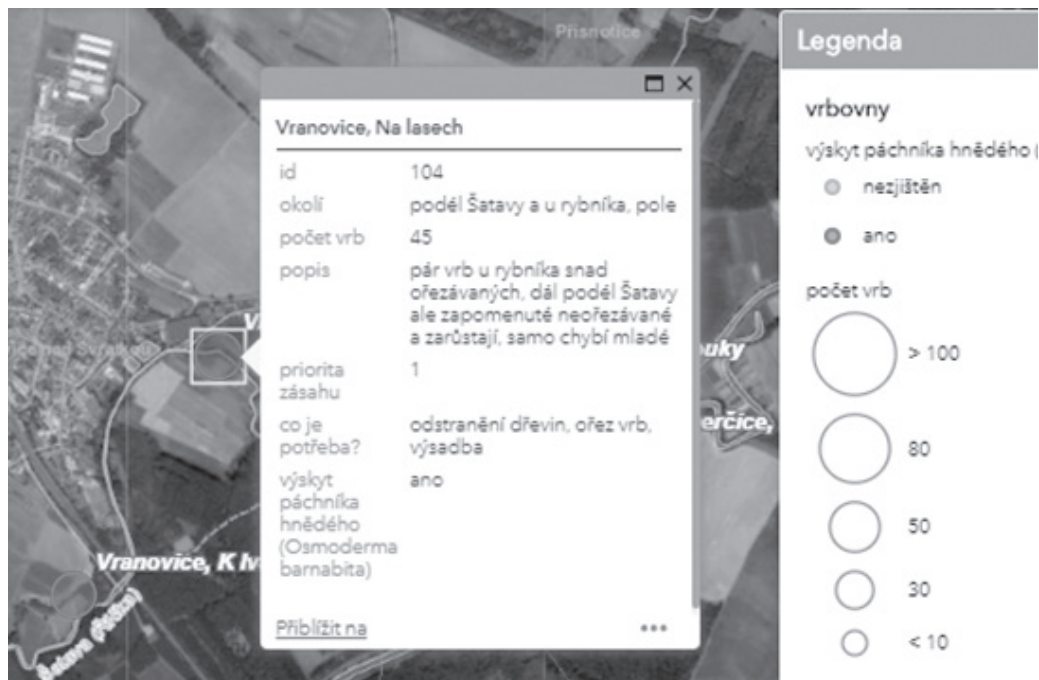 Přísnotice
Vranovice, Na lasech
id 104
okolí podél Šatavy a u rybníka, pole
počet vrb 45
popis pár vrb u rybníka snad
ořezávaných, dál podél Šatavy
ale zapomenuté neořezávané
a zarůstají, samo chybí mladé
priorita 1
zásahu
co je odstranění dřevin, ořez vrb,
potřeba? výsadba
výskyt ano
páchníka
hnědého
(Osmoderma
barnabita)
Přiblížit na
•••
uky
erčice,
Vranovice, K Iv
Legenda
vrbovny
výskyt páchníka hnědého (
nezjištěn
ano
počet vrb
> 100
80
50
30
< 10